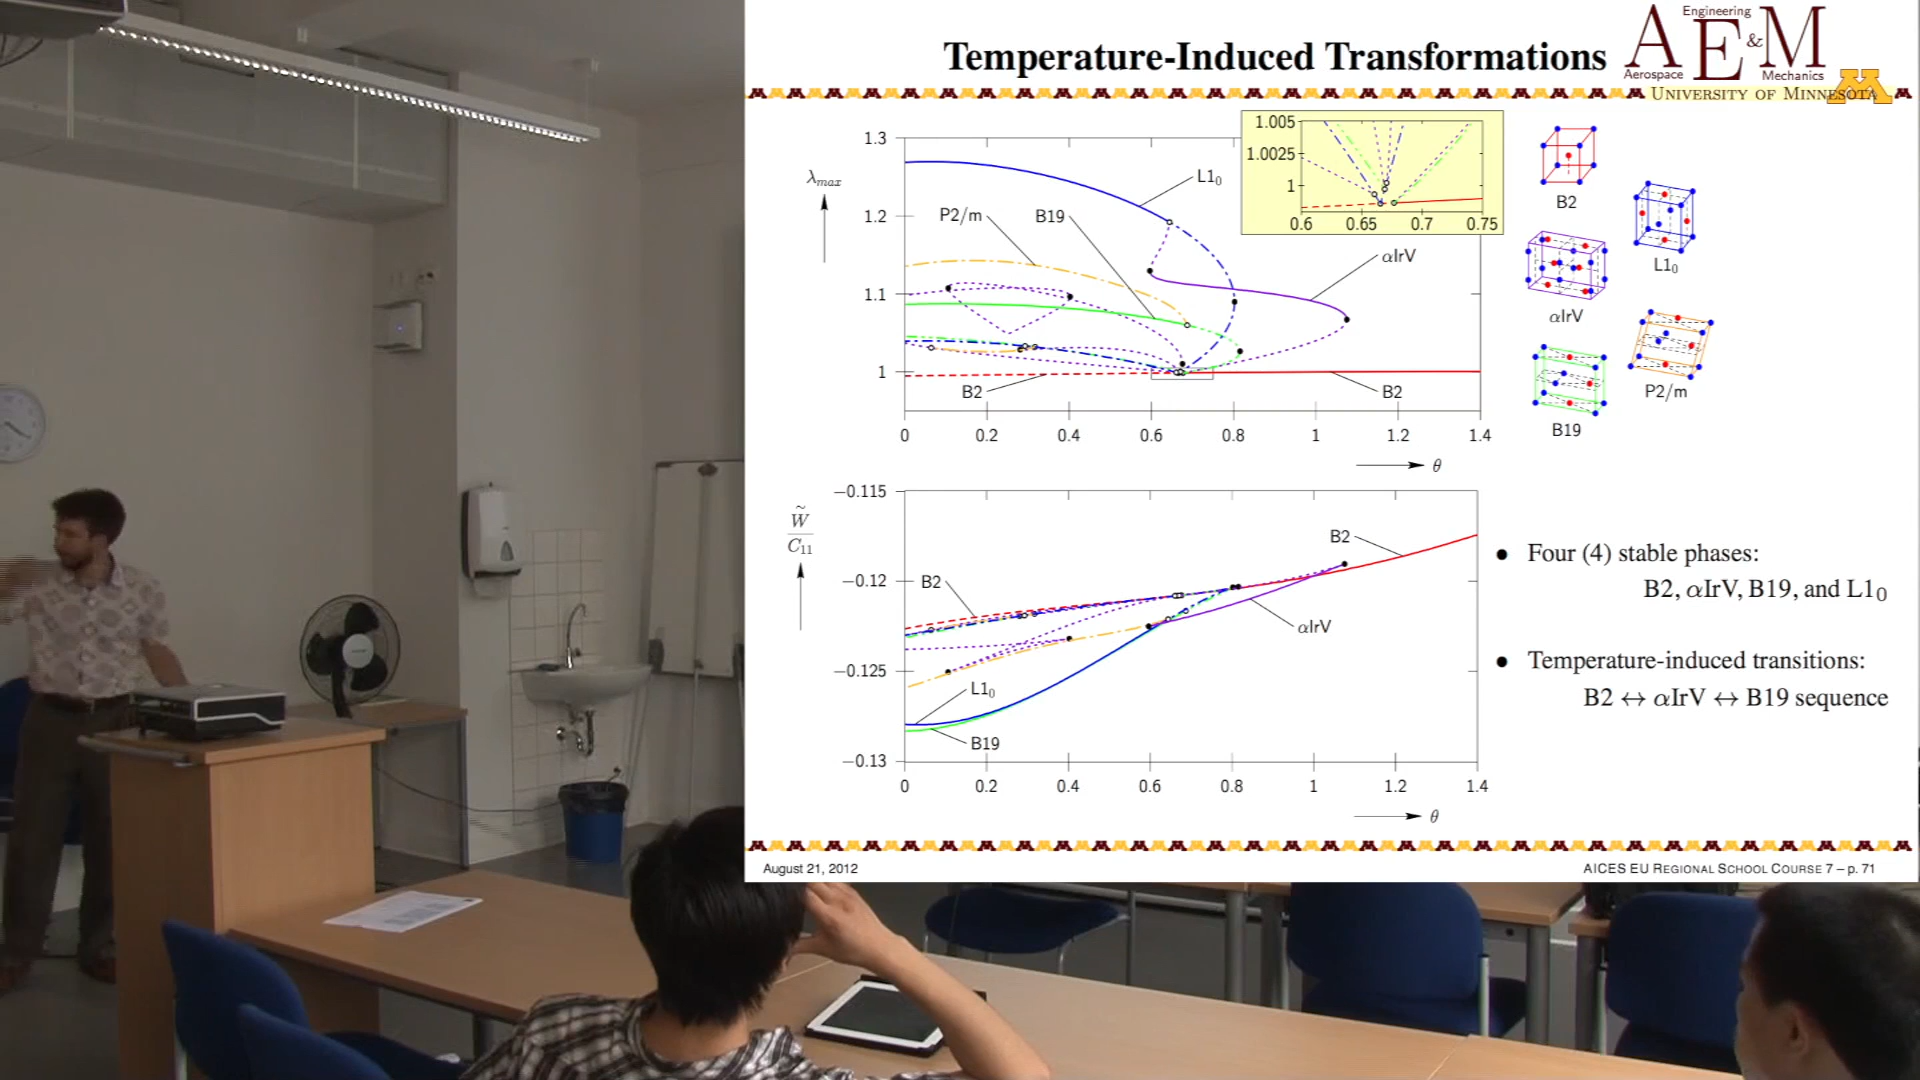 Temperature-Induced Transformations
Engineering
AE&M
Aerospace Mechanics
UNIVERSITY OF MINNESOTA
1.3
λmax
1.2
1.1
1
L1₀
P2/m
B19
αIrV
B2
B2
0 0.2 0.4 0.6 0.8 1 1.2 1.4
θ
1.005
1.0025
1
0.6 0.65 0.7 0.75
B2
L1₀
αIrV
P2/m
B19
−0.115
W̃
C₁₁
−0.12
−0.125
−0.13
B2
B2
αIrV
L1₀
B19
0 0.2 0.4 0.6 0.8 1 1.2 1.4
θ
● Four (4) stable phases:
B2, αIrV, B19, and L1₀
● Temperature-induced transitions:
B2 ↔ αIrV ↔ B19 sequence
August 21, 2012
AICES EU REGIONAL SCHOOL COURSE 7 – p. 71